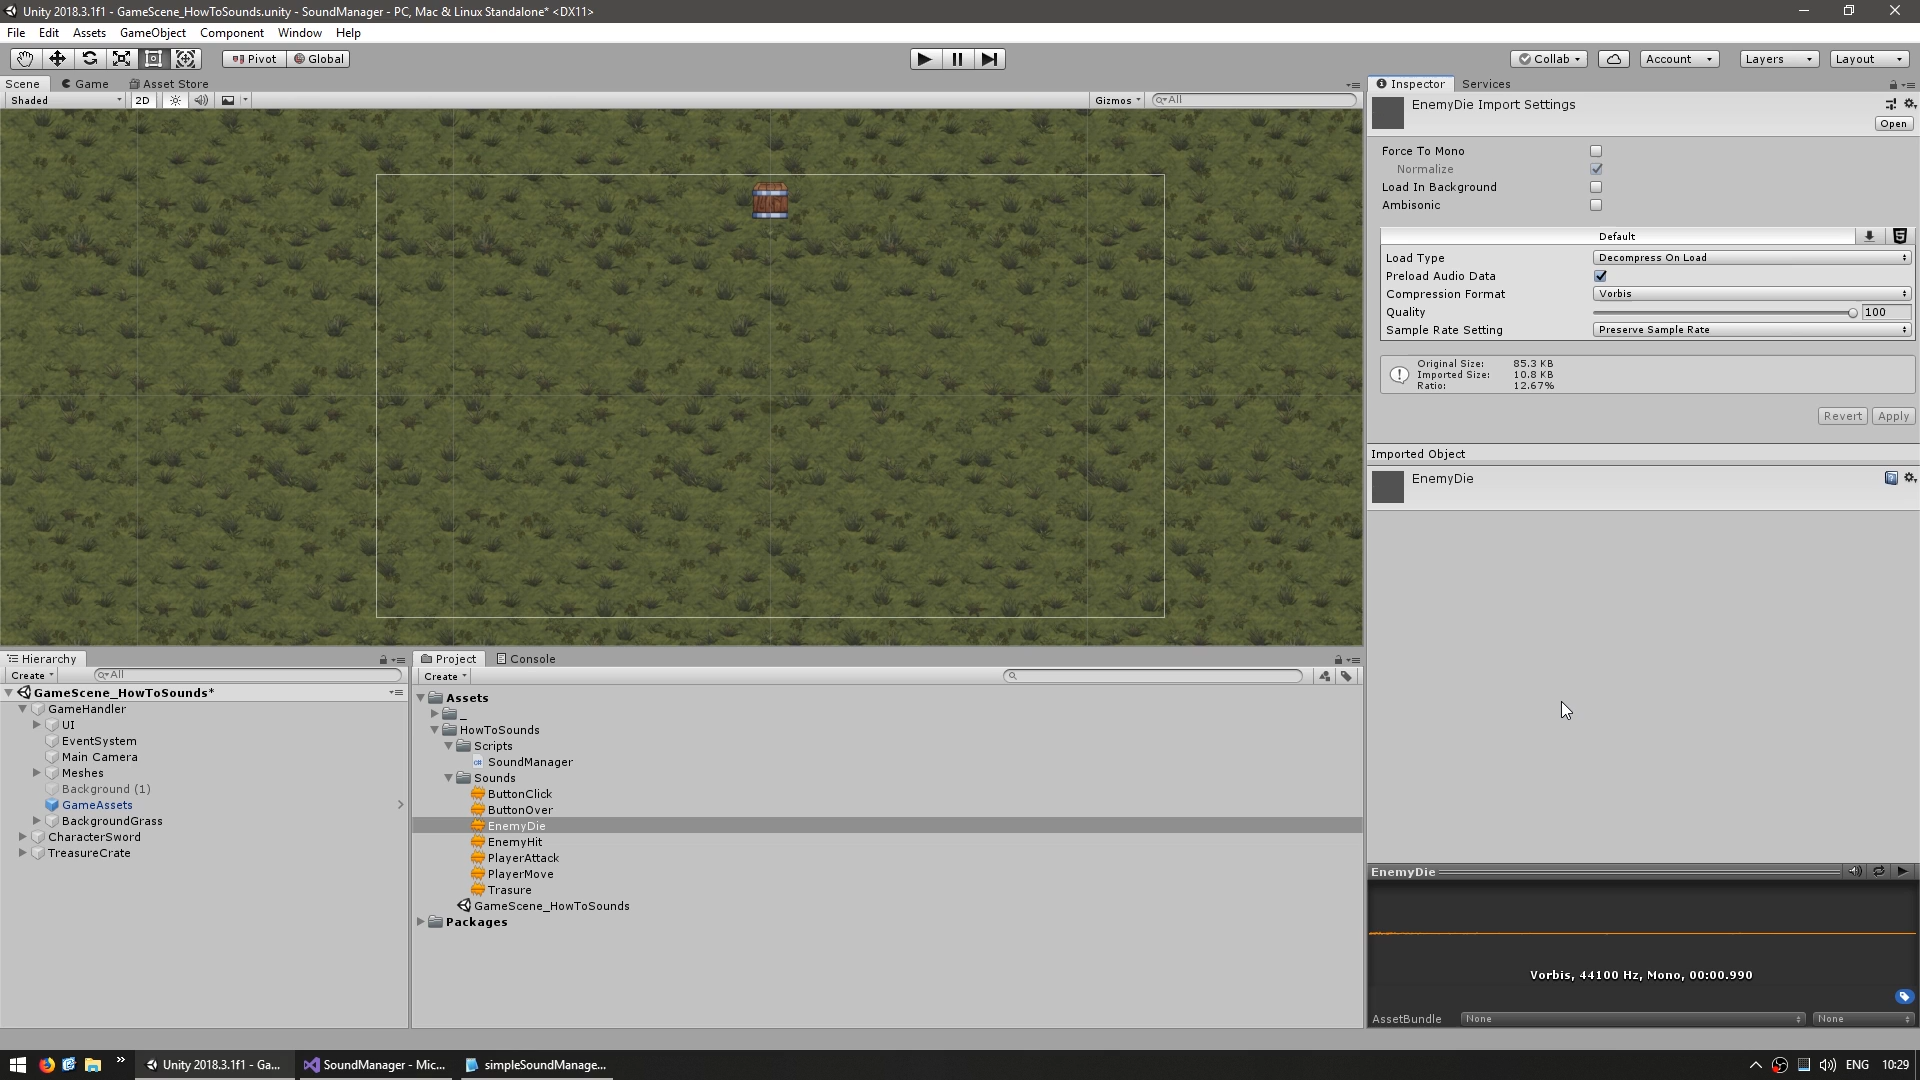 Unity 2018.3.1f1 - GameScene_HowToSounds.unity - SoundManager - PC, Mac & Linux Standalone* <DX11>
File Edit Assets GameObject Component Window Help
Pivot Global Collab Account Layers Layout
Scene Game Asset Store
Shaded 2D Gizmos All
Inspector Services
EnemyDie Import Settings
Open
Force To Mono
Normalize
Load In Background
Ambisonic
Default
Load Type Decompress On Load
Preload Audio Data
Compression Format Vorbis
Quality 100
Sample Rate Setting Preserve Sample Rate
Original Size: 85.3 KB
Imported Size: 10.8 KB
Ratio: 12.67%
Revert Apply
Imported Object
EnemyDie
Hierarchy
Create All
GameScene_HowToSounds*
GameHandler
UI
EventSystem
Main Camera
Meshes
Background (1)
GameAssets
BackgroundGrass
CharacterSword
TreasureCrate
Project Console
Create
Assets
_
HowToSounds
Scripts
SoundManager
Sounds
ButtonClick
ButtonOver
EnemyDie
EnemyHit
PlayerAttack
PlayerMove
Trasure
GameScene_HowToSounds
Packages
EnemyDie
Vorbis, 44100 Hz, Mono, 00:00.990
AssetBundle None None
Unity 2018.3.1f1 - Ga... SoundManager - Mic... simpleSoundManage... ENG 10:29